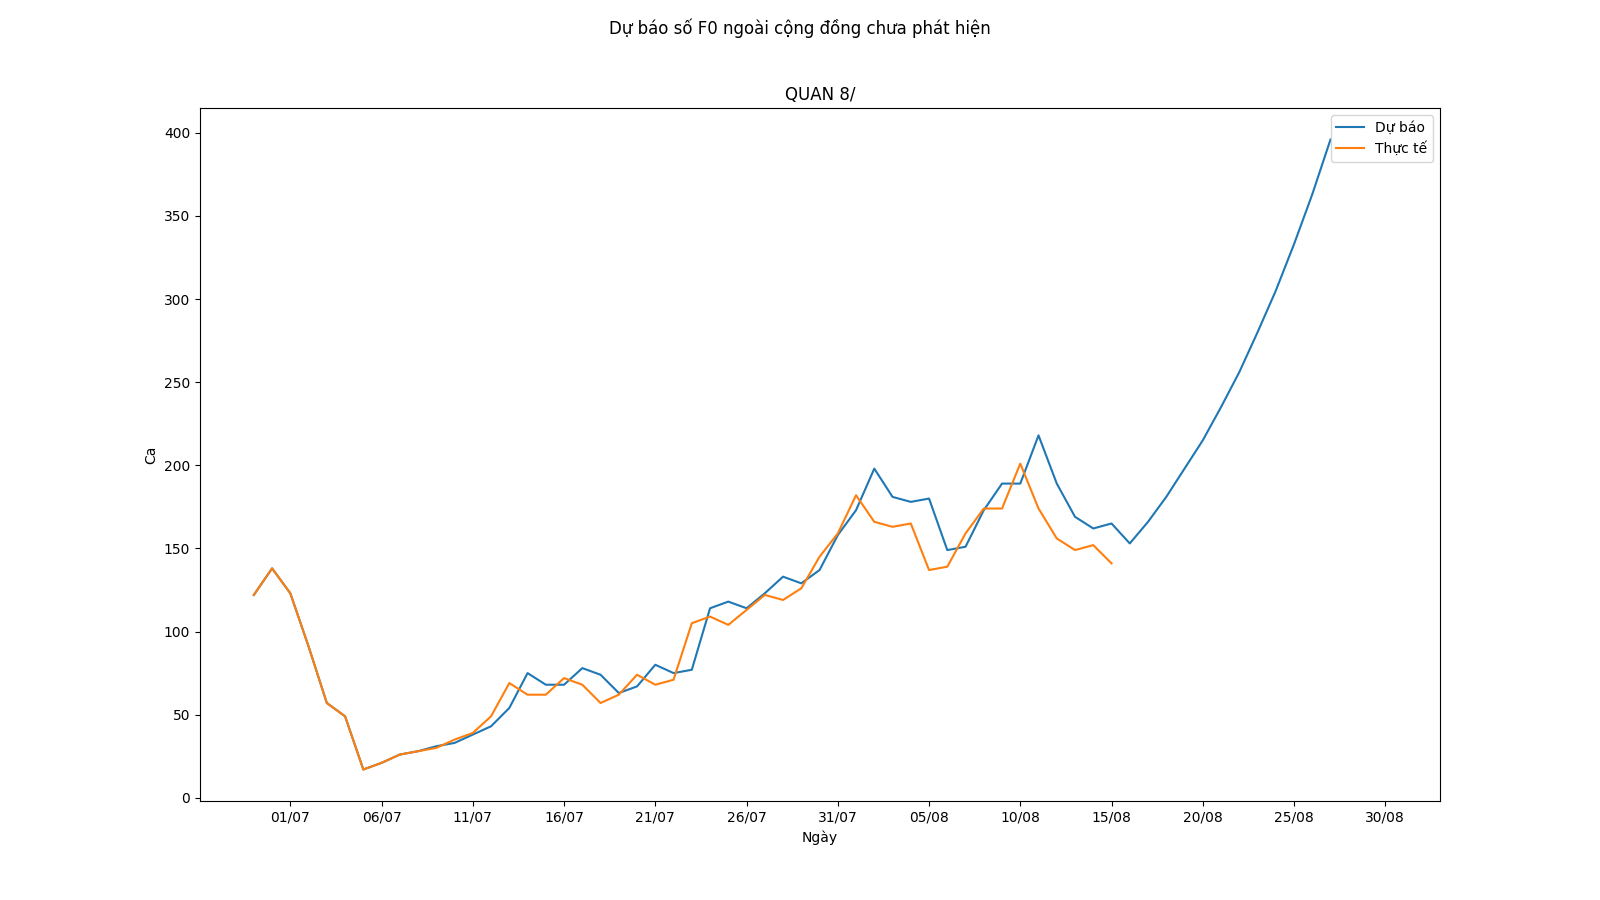 Dự báo số F0 ngoài cộng đồng chưa phát hiện
QUAN 8/
Dự báo
Thực tế
400
350
300
250
200
150
100
50
0
Ca
01/07 06/07 11/07 16/07 21/07 26/07 31/07 05/08 10/08 15/08 20/08 25/08 30/08
Ngày